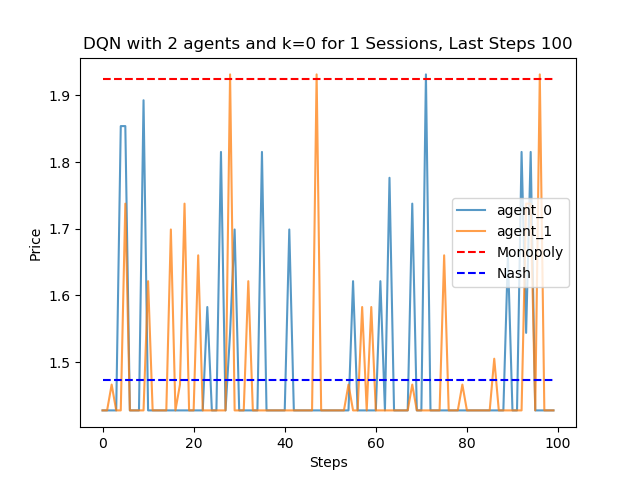 DQN with 2 agents and k=0 for 1 Sessions, Last Steps 100
Price
1.9
1.8
1.7
1.6
1.5
agent_0
agent_1
Monopoly
Nash
0
20
40
60
80
100
Steps